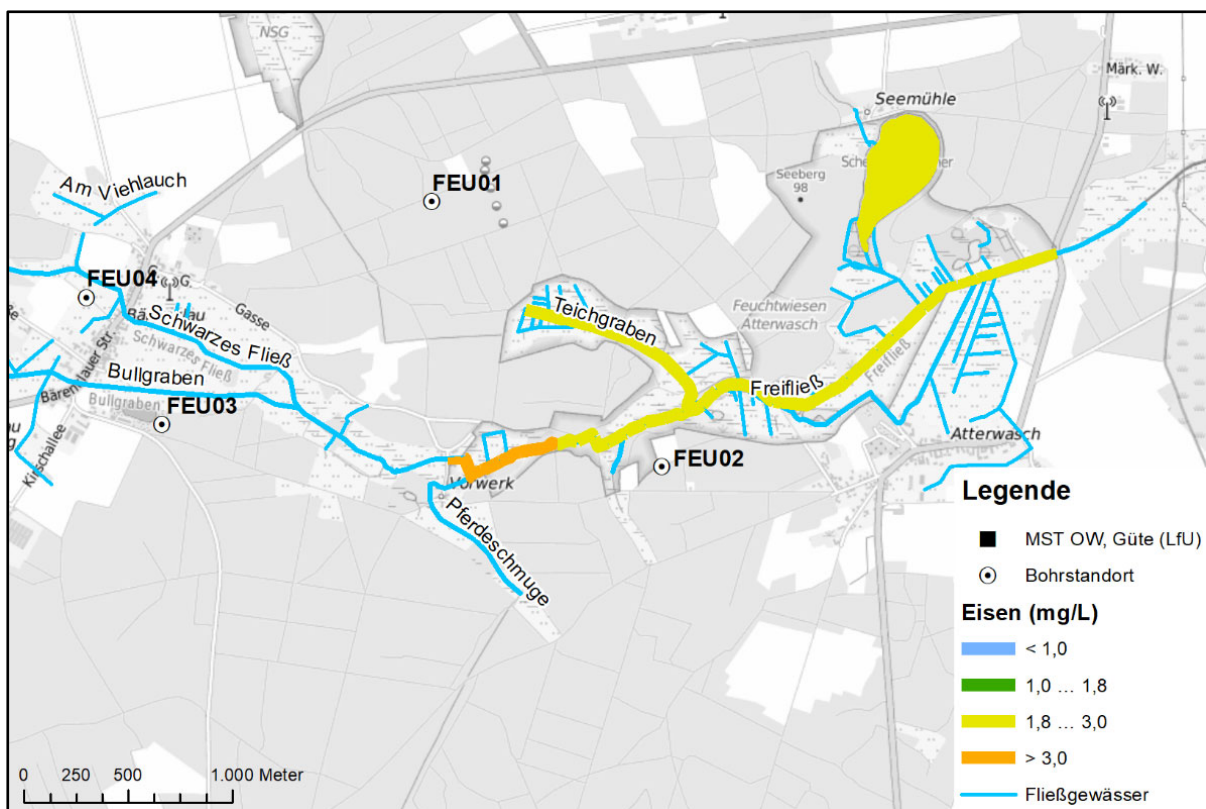 NSG
Märk. W.
Seemühle
Am Viehlauch
FEU01
Seeberg
98
FEU04
G.
Gasse
Schwarzes Fließ
Schwarzes Fließ
Teichgraben
Feuchtwiesen
Atterwasch
Bullgraben
Bärenklauer Str.
Bullgraben
FEU03
Freifließ
Freifließ
Kirschallee
FEU02
Atterwasch
Vorwerk
Pferdeschmuge
Legende
MST OW, Güte (LfU)
Bohrstandort
Eisen (mg/L)
< 1,0
1,0 ... 1,8
1,8 ... 3,0
> 3,0
Fließgewässer
0 250 500 1.000 Meter